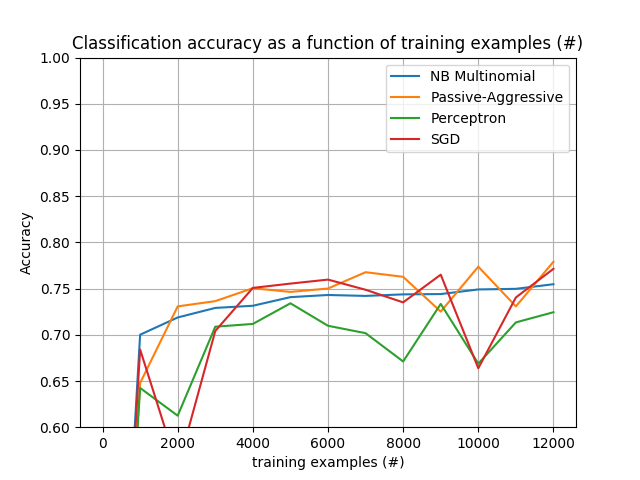 Classification accuracy as a function of training examples (#)
1.00
0.95
0.90
0.85
0.80
0.75
0.70
0.65
0.60
Accuracy
NB Multinomial
Passive-Aggressive
Perceptron
SGD
0 2000 4000 6000 8000 10000 12000
training examples (#)